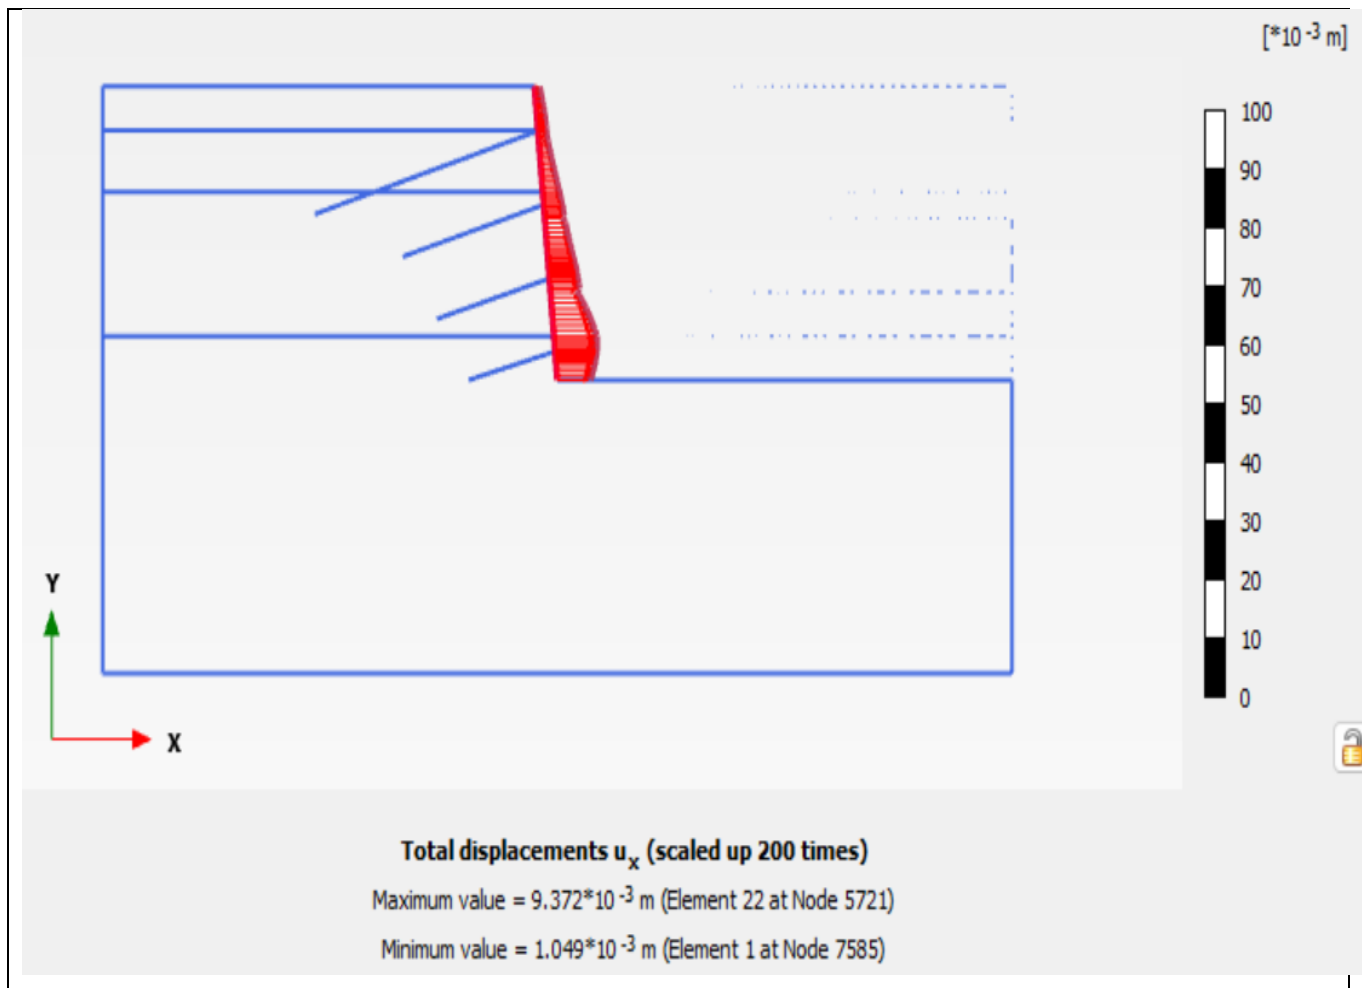 [*10 -3 m]
100
90
80
70
60
50
40
30
20
10
0
Y
X
Total displacements ux (scaled up 200 times)
Maximum value = 9.372*10 -3 m (Element 22 at Node 5721)
Minimum value = 1.049*10 -3 m (Element 1 at Node 7585)